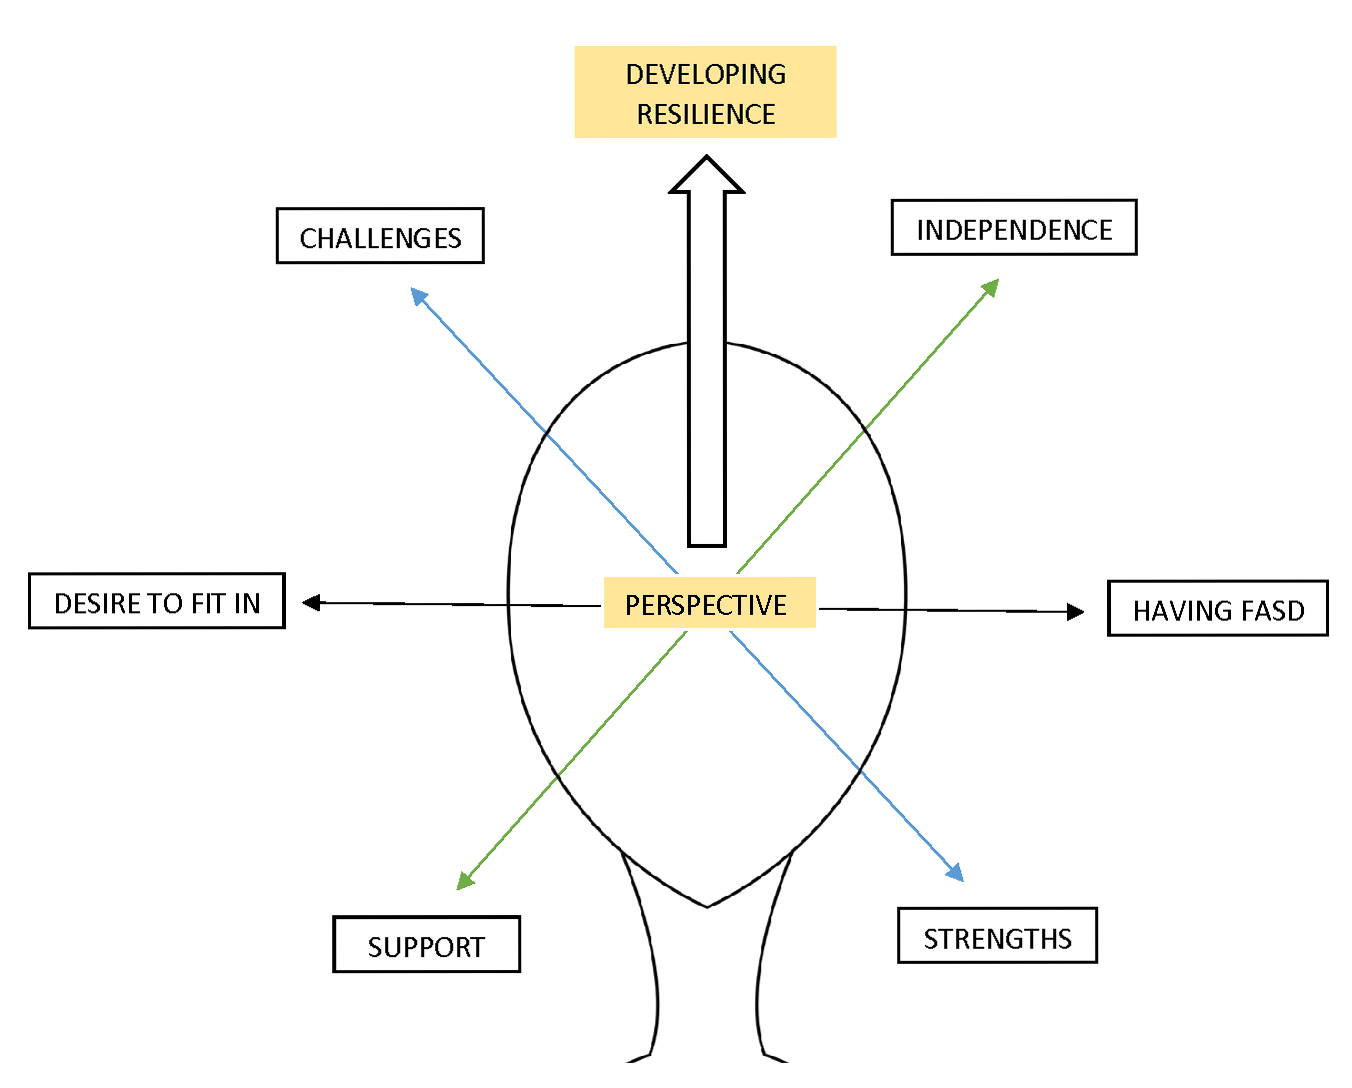 DEVELOPING
RESILIENCE
CHALLENGES
INDEPENDENCE
DESIRE TO FIT IN
PERSPECTIVE
HAVING FASD
SUPPORT
STRENGTHS